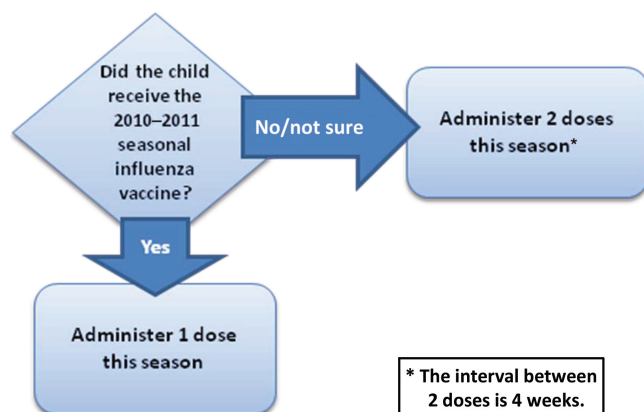 Did the child
receive the
2010–2011
seasonal
influenza
vaccine?
No/not sure
Administer 2 doses
this season*
Yes
Administer 1 dose
this season
* The interval between
2 doses is 4 weeks.